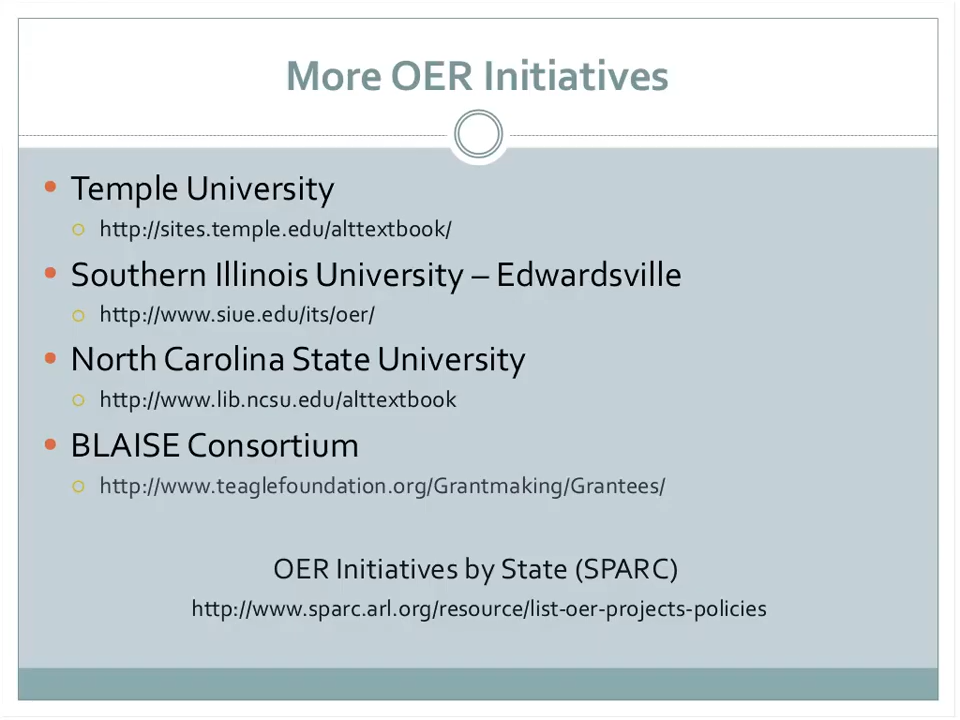 More OER Initiatives
Temple University
http://sites.temple.edu/alttextbook/
Southern Illinois University – Edwardsville
http://www.siue.edu/its/oer/
North Carolina State University
http://www.lib.ncsu.edu/alttextbook
BLAISE Consortium
http://www.teaglefoundation.org/Grantmaking/Grantees/
OER Initiatives by State (SPARC)
http://www.sparc.arl.org/resource/list-oer-projects-policies